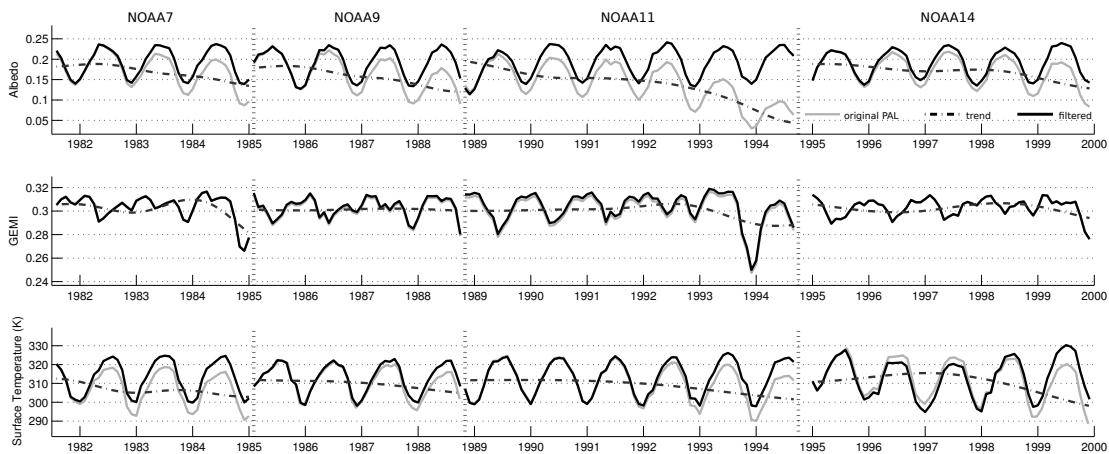 NOAA7 NOAA9 NOAA11 NOAA14
Albedo
0.25
0.2
0.15
0.1
0.05
original PAL trend filtered
1982 1983 1984 1985 1986 1987 1988 1989 1990 1991 1992 1993 1994 1995 1996 1997 1998 1999 2000
GEMI
0.32
0.3
0.28
0.26
0.24
1982 1983 1984 1985 1986 1987 1988 1989 1990 1991 1992 1993 1994 1995 1996 1997 1998 1999 2000
Surface Temperature (K)
330
320
310
300
290
1982 1983 1984 1985 1986 1987 1988 1989 1990 1991 1992 1993 1994 1995 1996 1997 1998 1999 2000